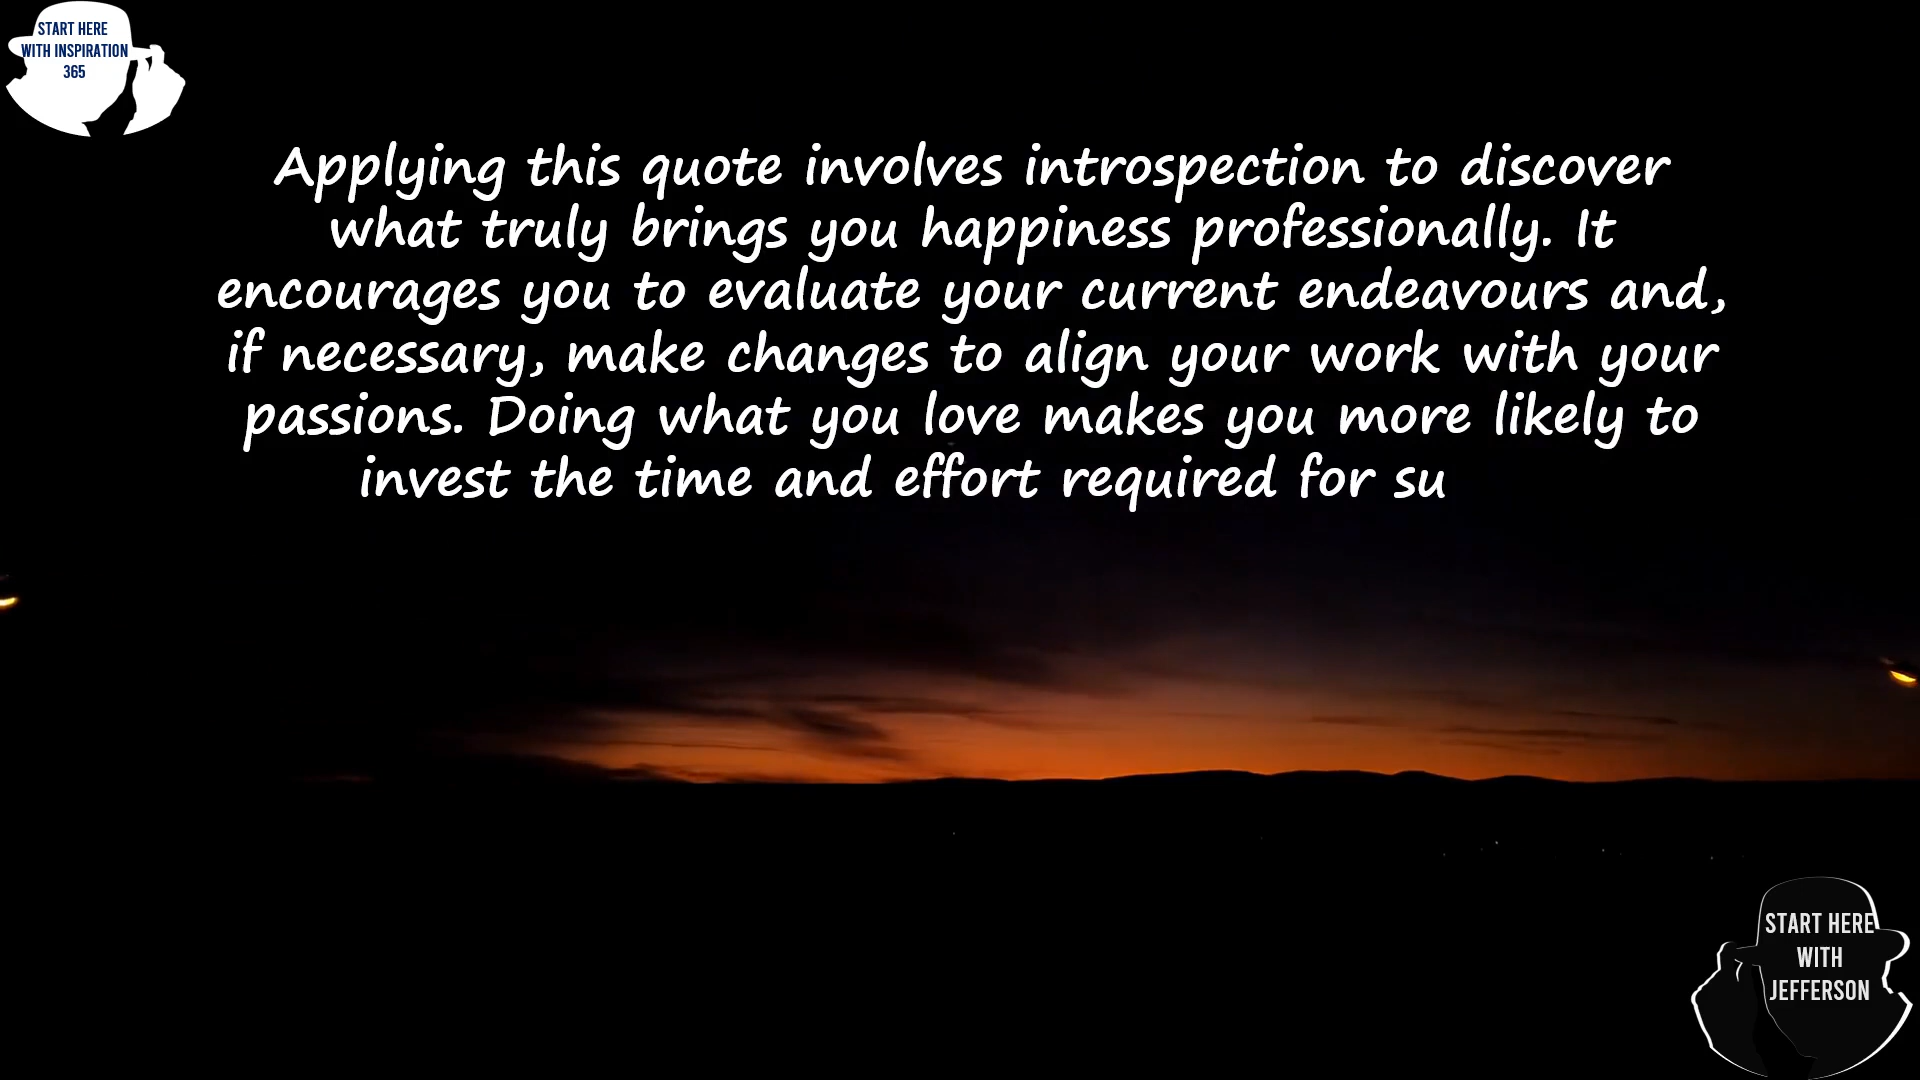 START HERE
WITH INSPIRATION
365
Applying this quote involves introspection to discover
what truly brings you happiness professionally. It
encourages you to evaluate your current endeavours and,
if necessary, make changes to align your work with your
passions. Doing what you love makes you more likely to
invest the time and effort required for su
START HERE
WITH
JEFFERSON